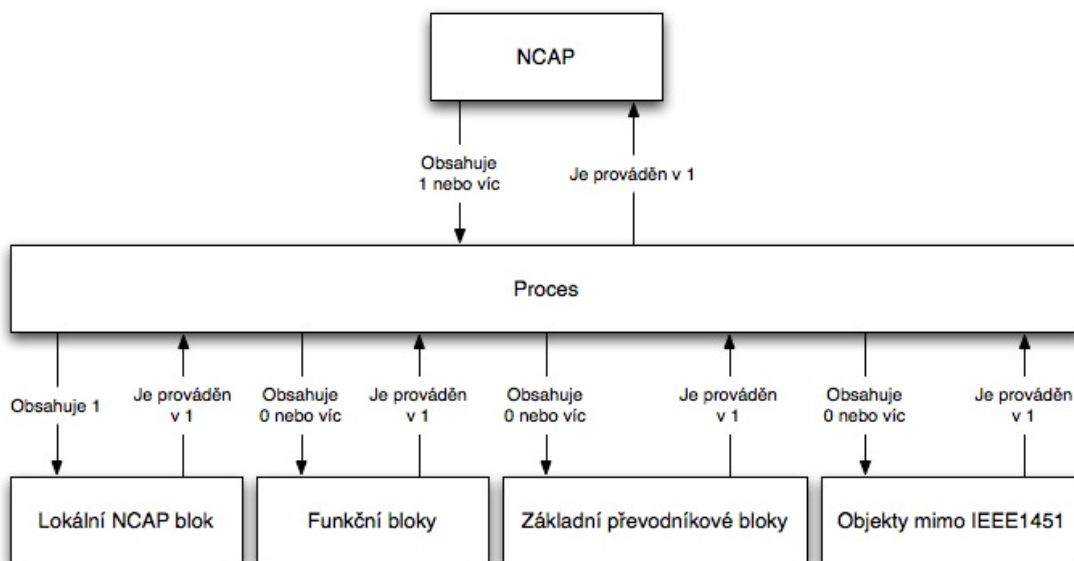 NCAP
Obsahuje
1 nebo víc
Je prováděn v 1
Proces
Obsahuje 1
Je prováděn
v 1
Obsahuje
0 nebo víc
Je prováděn
v 1
Obsahuje
0 nebo víc
Je prováděn
v 1
Obsahuje
0 nebo víc
Je prováděn
v 1
Lokální NCAP blok
Funkční bloky
Základní převodníkové bloky
Objekty mimo IEEE1451